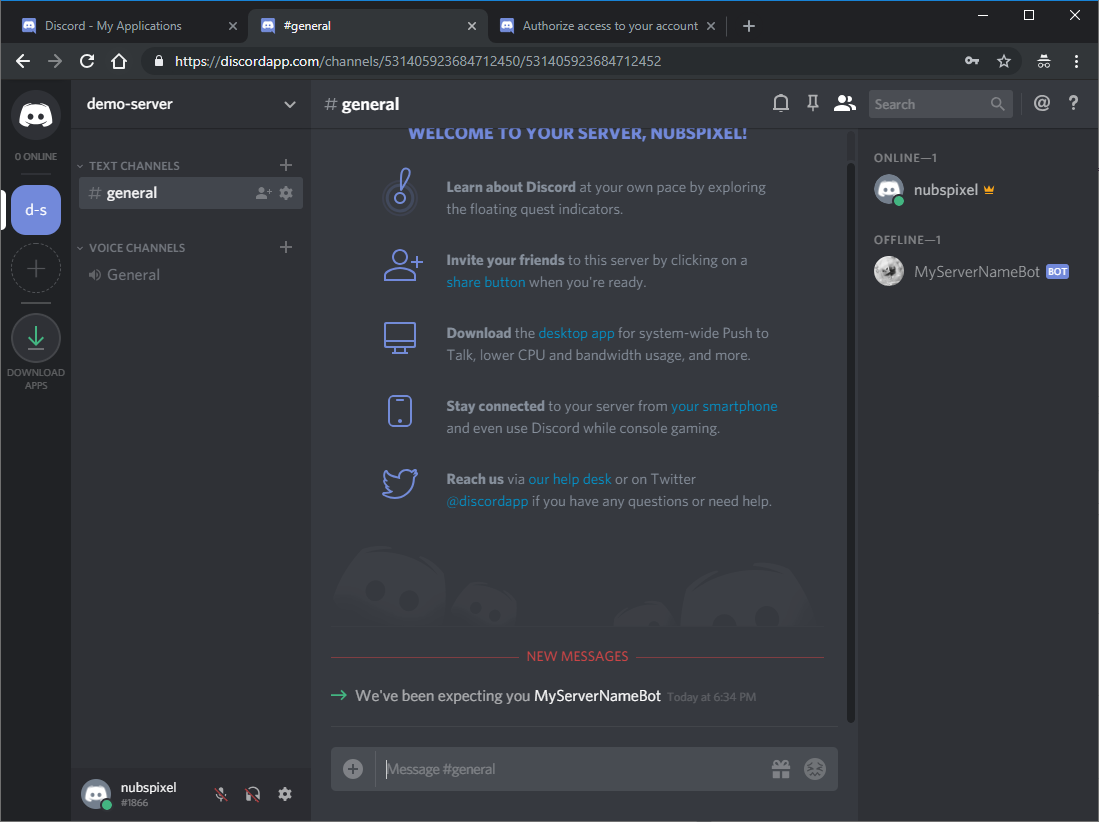 Discord - My Applications
#general
Authorize access to your account
https://discordapp.com/channels/531405923684712450/531405923684712452
0 ONLINE
d-s
DOWNLOAD
APPS
demo-server
TEXT CHANNELS
# general
VOICE CHANNELS
General
nubspixel
#1866
# general
Search
@
?
WELCOME TO YOUR SERVER, NUBSPIXEL!
Learn about Discord at your own pace by exploring
the floating quest indicators.
Invite your friends to this server by clicking on a
share button when you're ready.
Download the desktop app for system-wide Push to
Talk, lower CPU and bandwidth usage, and more.
Stay connected to your server from your smartphone
and even use Discord while console gaming.
Reach us via our help desk or on Twitter
@discordapp if you have any questions or need help.
NEW MESSAGES
We've been expecting you MyServerNameBot Today at 6:34 PM
Message #general
ONLINE—1
nubspixel
OFFLINE—1
MyServerNameBot BOT